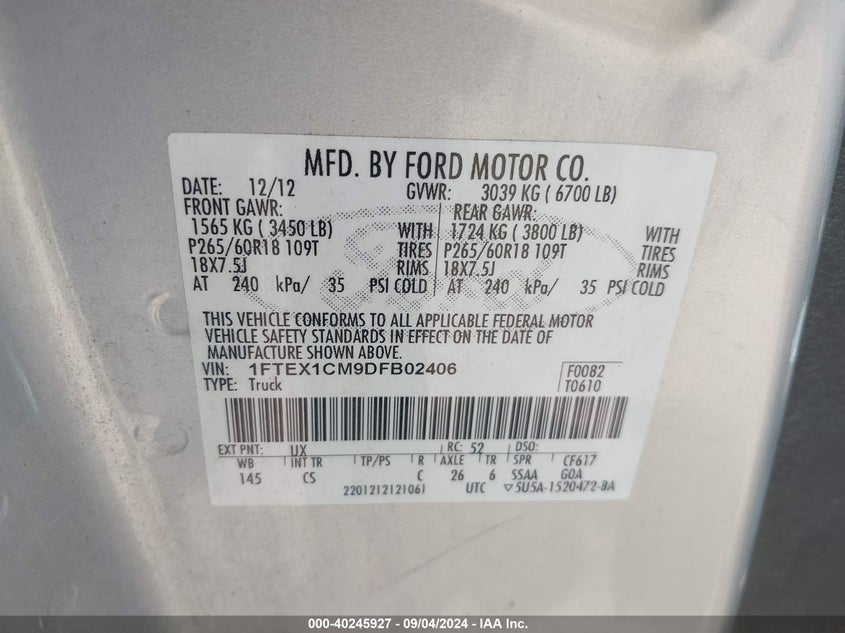 MFD. BY FORD MOTOR CO.
DATE: 12/12 GVWR: 3039 KG ( 6700 LB)
FRONT GAWR: REAR GAWR:
1565 KG ( 3450 LB) WITH 1724 KG ( 3800 LB) WITH
P265/60R18 109T TIRES P265/60R18 109T TIRES
18X7.5J RIMS 18X7.5J RIMS
AT 240 kPa/ 35 PSI COLD AT 240 kPa/ 35 PSI COLD
THIS VEHICLE CONFORMS TO ALL APPLICABLE FEDERAL MOTOR
VEHICLE SAFETY STANDARDS IN EFFECT ON THE DATE OF
MANUFACTURE SHOWN ABOVE.
VIN: 1FTEX1CM9DFB02406 F0082
TYPE: Truck T0610
EXT PNT: UX RC: 52 DSO:
WB INT TR TP/PS R AXLE TR SPR CF617
145 CS C 26 6 SSAA GOA
2201212121061 UTC ▽5U5A-1520472-BA
000-40245927 - 09/04/2024 - IAA Inc.